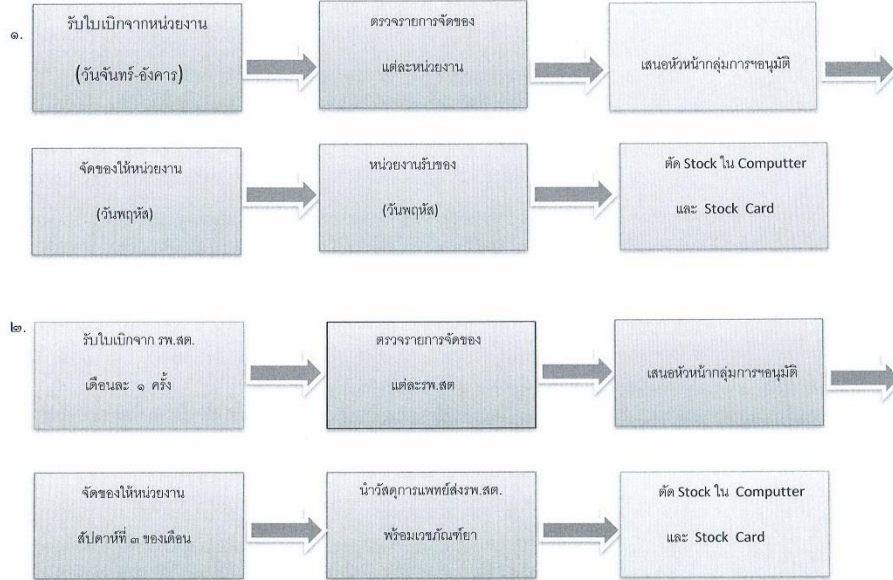 ๑.
รับใบเบิกจากหน่วยงาน
(วันจันทร์-อังคาร)
ตรวจรายการจัดของ
แต่ละหน่วยงาน
เสนอหัวหน้ากลุ่มการฯอนุมัติ
จัดของให้หน่วยงาน
(วันพฤหัส)
หน่วยงานรับของ
(วันพฤหัส)
ตัด Stock ใน Computter
และ Stock Card
๒.
รับใบเบิกจาก รพ.สต.
เดือนละ ๑ ครั้ง
ตรวจรายการจัดของ
แต่ละรพ.สต
เสนอหัวหน้ากลุ่มการฯอนุมัติ
จัดของให้หน่วยงาน
สัปดาห์ที่ ๓ ของเดือน
นำวัสดุการแพทย์ส่งรพ.สต.
พร้อมเวชภัณฑ์ยา
ตัด Stock ใน Computter
และ Stock Card